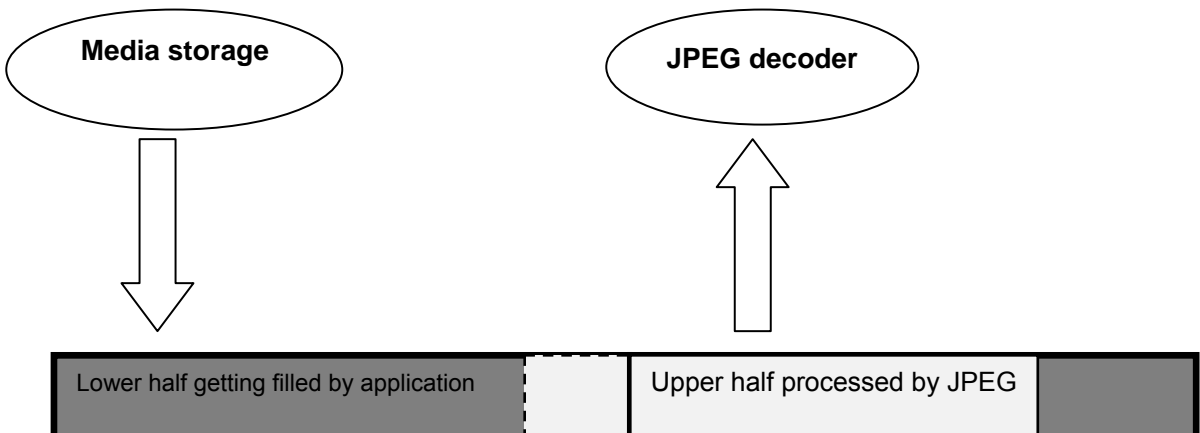 Media storage
JPEG decoder
Lower half getting filled by application
Upper half processed by JPEG